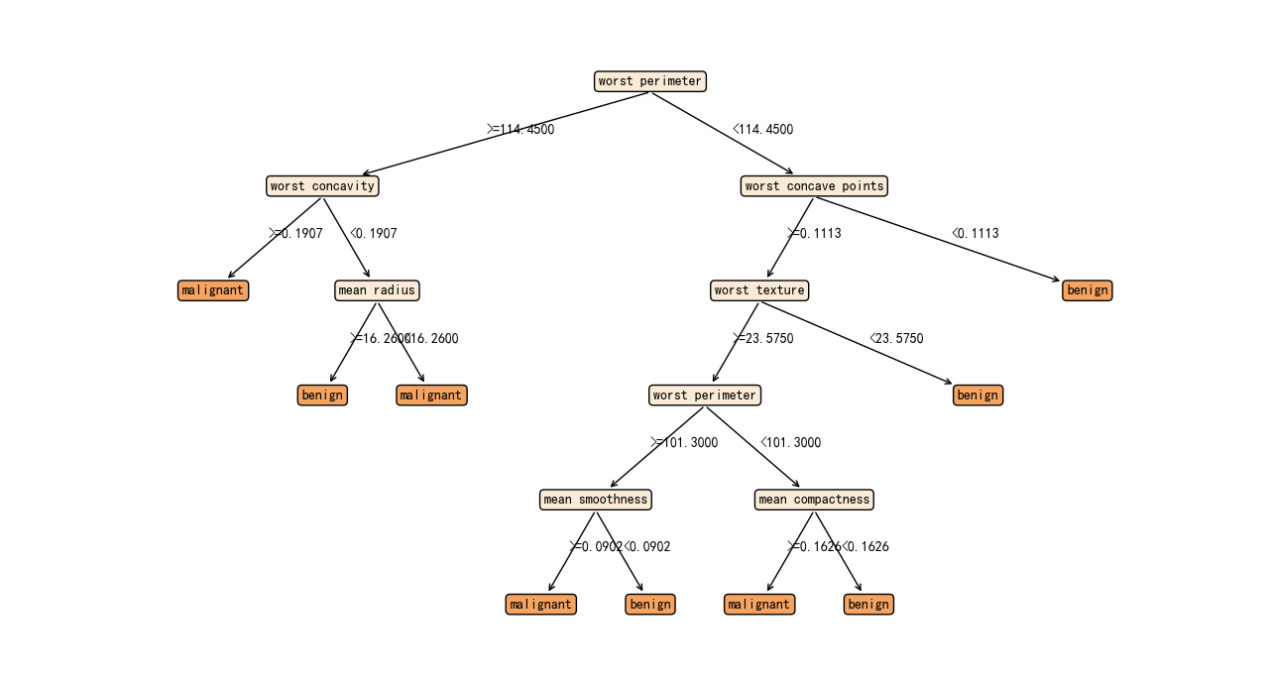 worst perimeter
>=114.4500
<114.4500
worst concavity
worst concave points
>=0.1907
<0.1907
>=0.1113
<0.1113
malignant
mean radius
worst texture
benign
>=16.2600
<16.2600
>=23.5750
<23.5750
benign
malignant
worst perimeter
benign
>=101.3000
<101.3000
mean smoothness
mean compactness
>=0.0902
<0.0902
>=0.1626
<0.1626
malignant
benign
malignant
benign